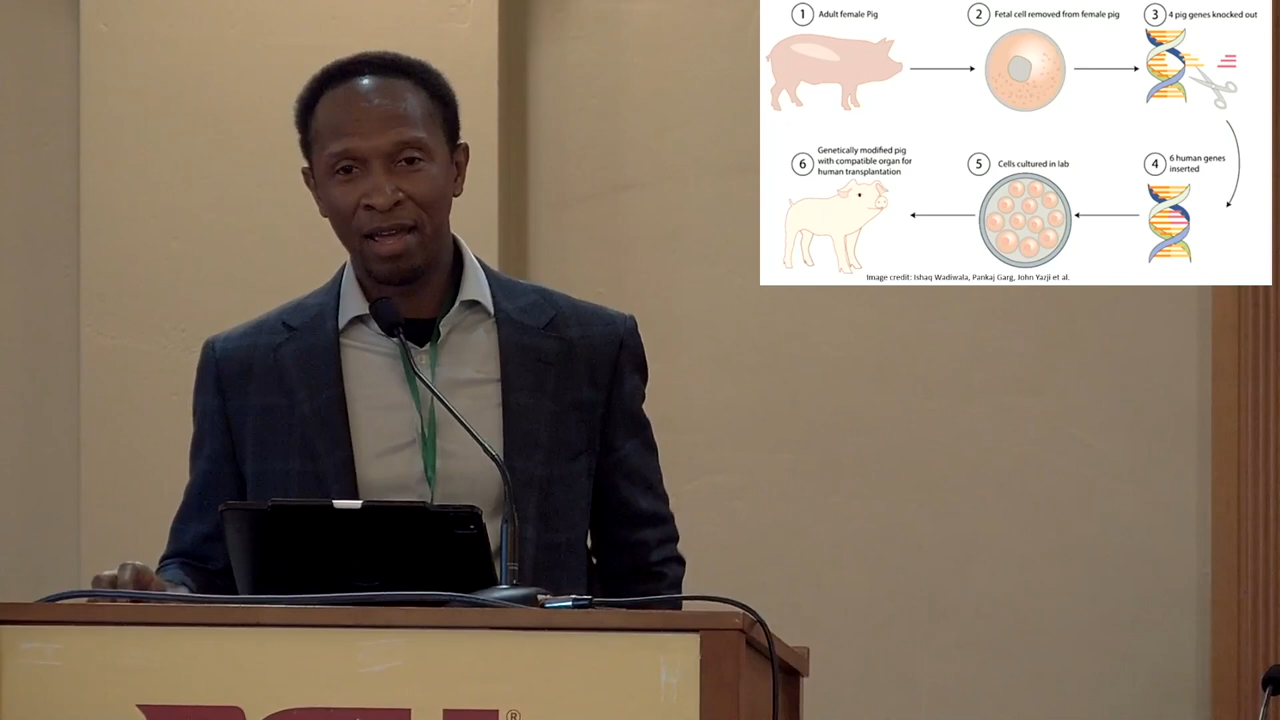 1 Adult female Pig
2 Fetal cell removed from female pig
3 4 pig genes knocked out
6 Genetically modified pig
with compatible organ for
human transplantation
5 Cells cultured in lab
4 6 human genes
inserted
Image credit: Ishaq Wadiwala, Pankaj Garg, John Yazji et al.
®